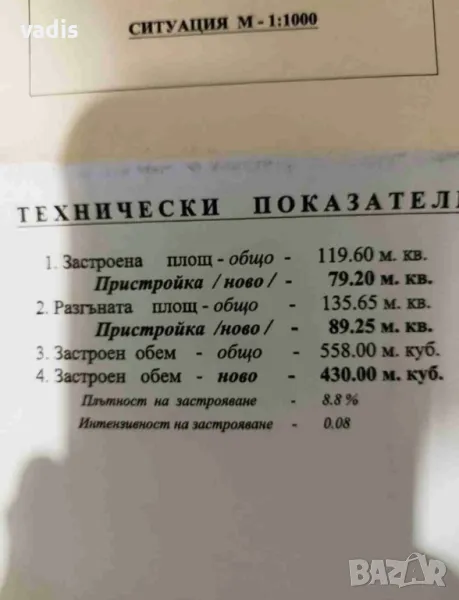 vadis
СИТУАЦИЯ М - 1:1000
ТЕХНИЧЕСКИ ПОКАЗАТЕЛИ
1. Застроена площ - общо - 119.60 м. кв.
Пристройка /ново/ - 79.20 м. кв.
2. Разгъната площ - общо - 135.65 м. кв.
Пристройка /ново/ - 89.25 м. кв.
3. Застроен обем - общо - 558.00 м. куб.
4. Застроен обем - ново - 430.00 м. куб.
Плътност на застрояване - 8.8 %
Интензивност на застрояване - 0.08
BAZAR